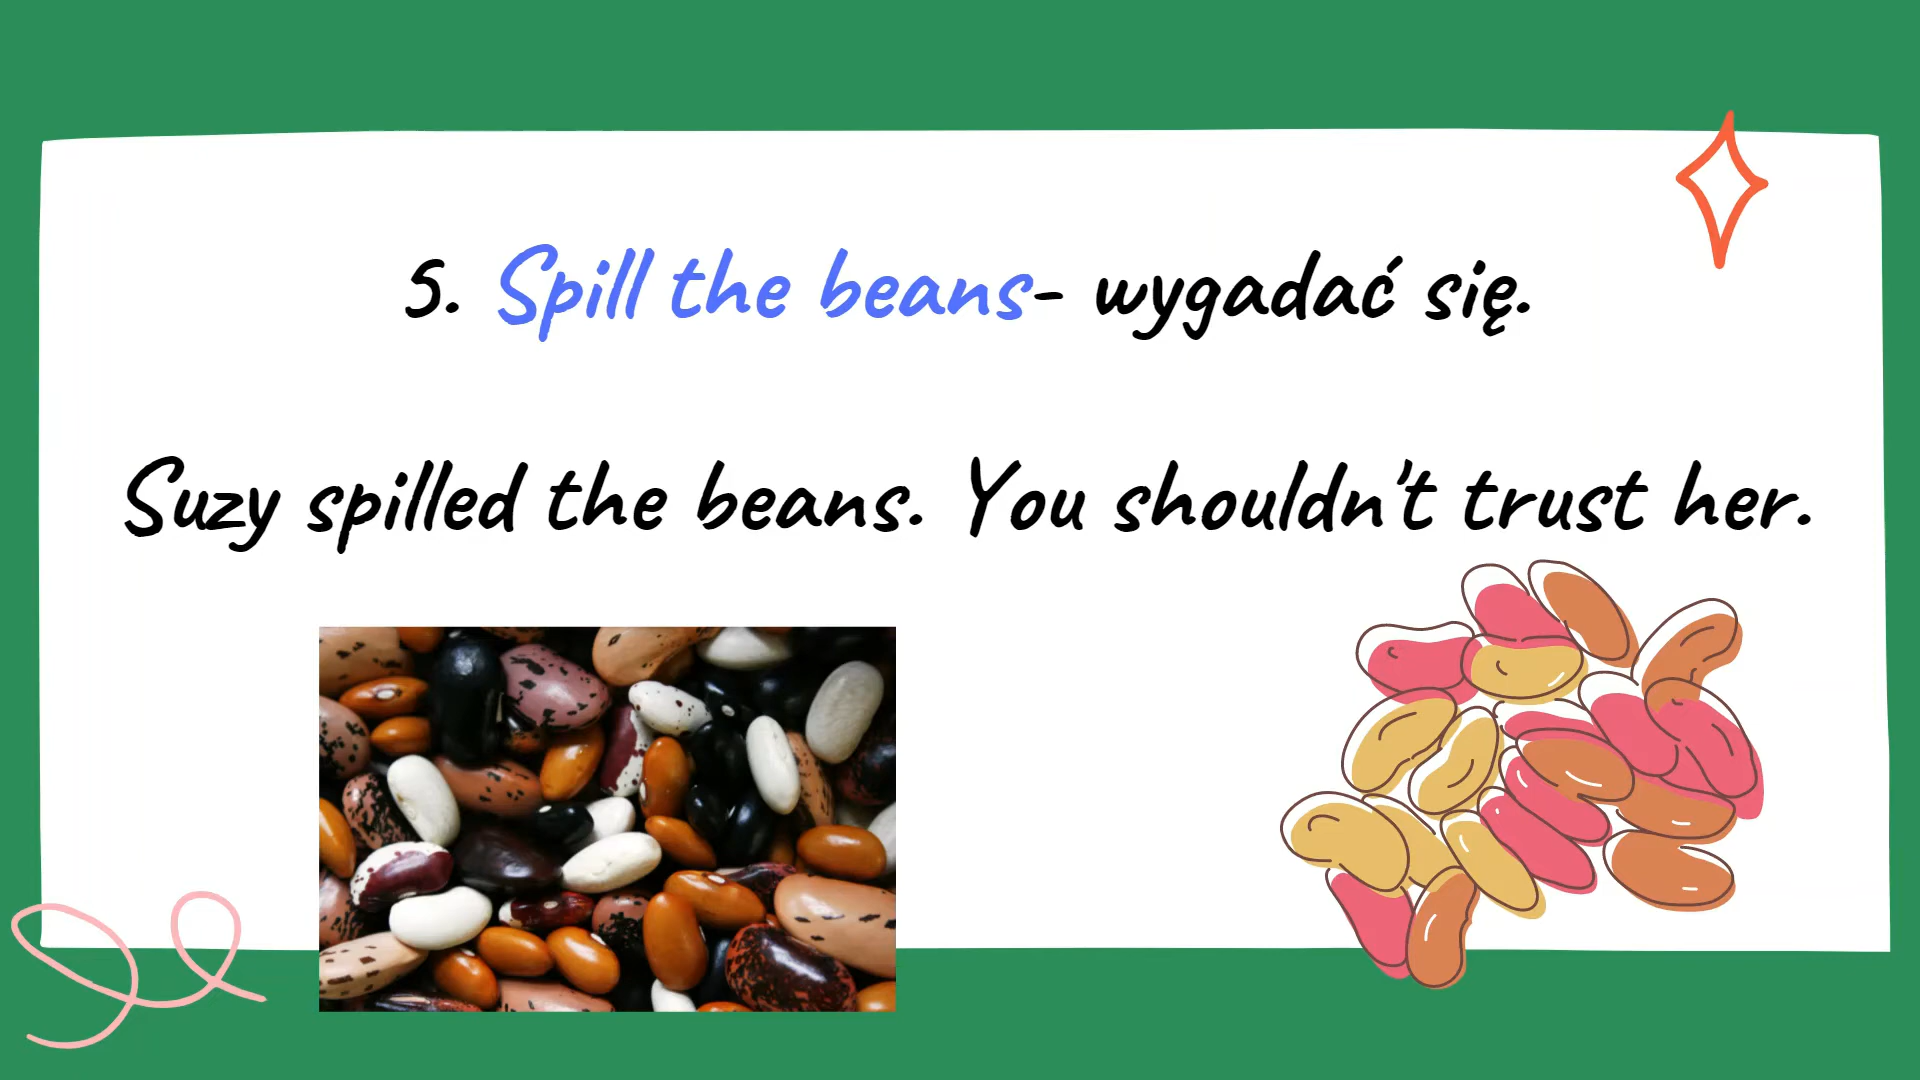 5. Spill the beans- wygadać się.
Suzy spilled the beans. You shouldn't trust her.